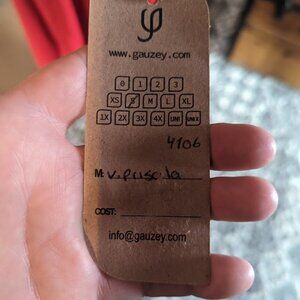 www.gauzey.com
0 1 2 3
XS S M L XL
1X 2X 3X 4X UNI
4106
M: V. Priscila
COST:
info@gauzey.com